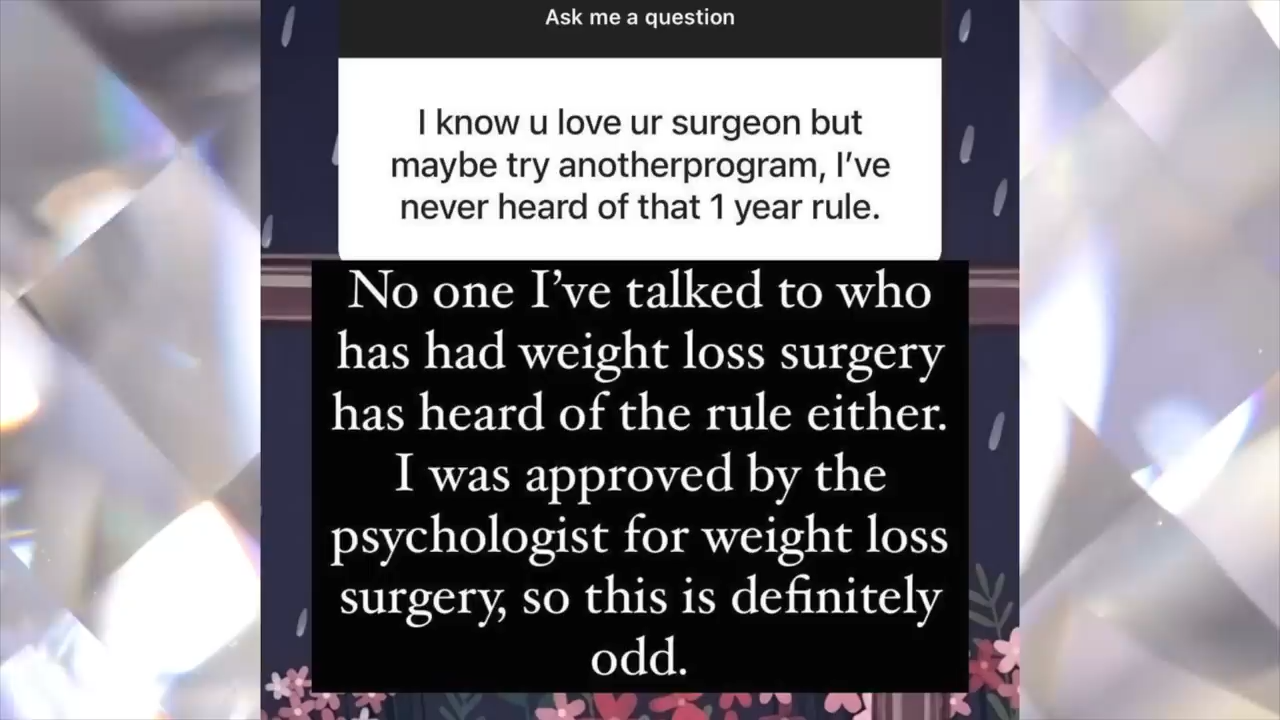 Ask me a question
I know u love ur surgeon but
maybe try anotherprogram, I’ve
never heard of that 1 year rule.
No one I’ve talked to who
has had weight loss surgery
has heard of the rule either.
I was approved by the
psychologist for weight loss
surgery, so this is definitely
odd.